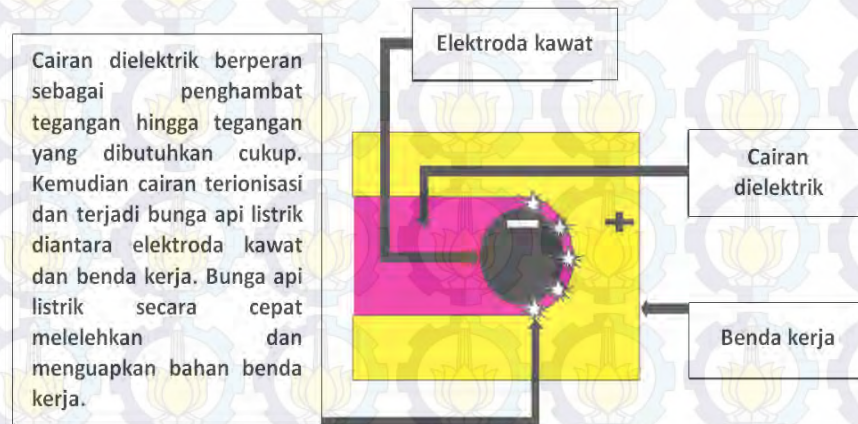 Cairan dielektrik berperan
sebagai penghambat
tegangan hingga tegangan
yang dibutuhkan cukup.
Kemudian cairan terionisasi
dan terjadi bunga api listrik
diantara elektroda kawat
dan benda kerja. Bunga api
listrik secara cepat
melelehkan dan
menguapkan bahan benda
kerja.
Elektroda kawat
Cairan
dielektrik
Benda kerja
−
+